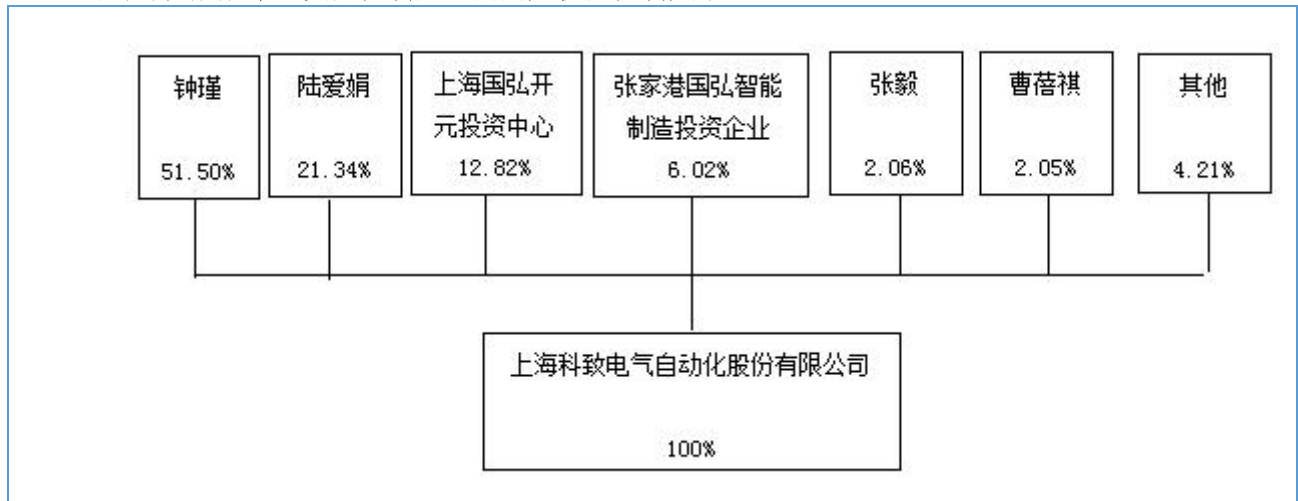 钟瑾
51.50%
陆爱娟
21.34%
上海国弘开
元投资中心
12.82%
张家港国弘智能
制造投资企业
6.02%
张毅
2.06%
曹蓓祺
2.05%
其他
4.21%
上海科致电气自动化股份有限公司
100%